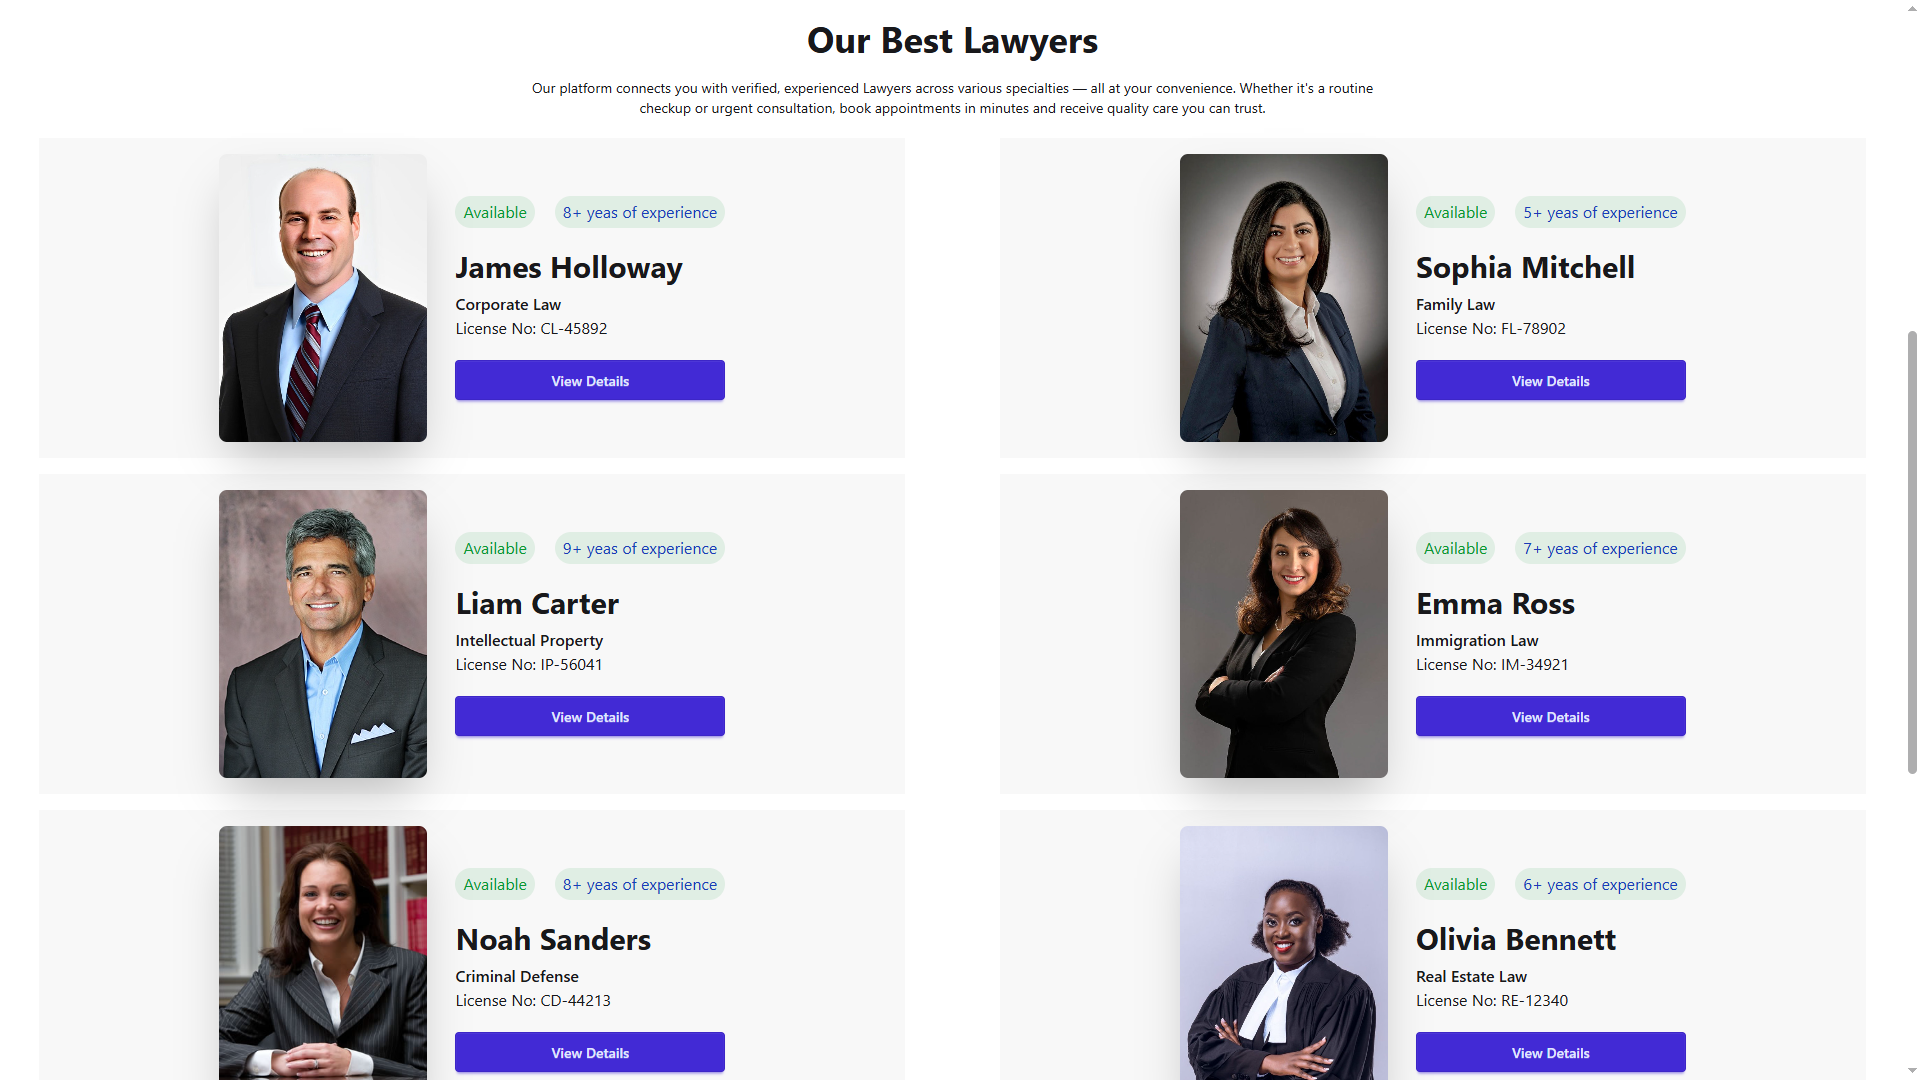 Our Best Lawyers
Our platform connects you with verified, experienced Lawyers across various specialties — all at your convenience. Whether it's a routine
checkup or urgent consultation, book appointments in minutes and receive quality care you can trust.
Available
8+ yeas of experience
James Holloway
Corporate Law
License No: CL-45892
View Details
Available
5+ yeas of experience
Sophia Mitchell
Family Law
License No: FL-78902
View Details
Available
9+ yeas of experience
Liam Carter
Intellectual Property
License No: IP-56041
View Details
Available
7+ yeas of experience
Emma Ross
Immigration Law
License No: IM-34921
View Details
Available
8+ yeas of experience
Noah Sanders
Criminal Defense
License No: CD-44213
View Details
Available
6+ yeas of experience
Olivia Bennett
Real Estate Law
License No: RE-12340
View Details